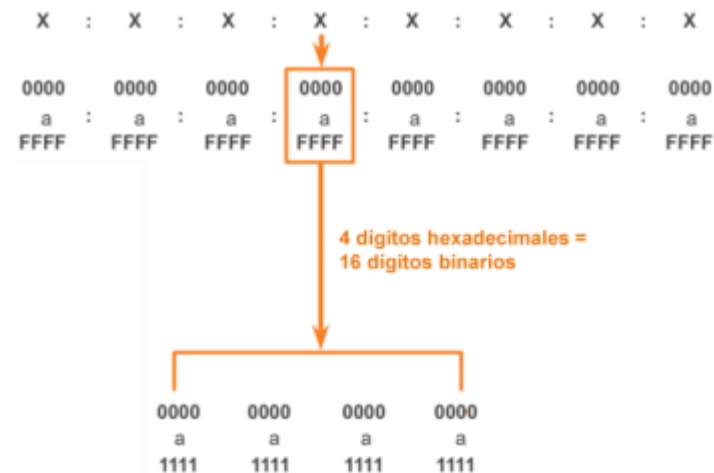 X : X : X : X : X : X : X : X
0000 0000 0000 0000 0000 0000 0000 0000
a : a : a : a : a : a : a : a
FFFF FFFF FFFF FFFF FFFF FFFF FFFF FFFF
4 dígitos hexadecimales =
16 dígitos binarios
0000 0000 0000 0000
a a a a
1111 1111 1111 1111